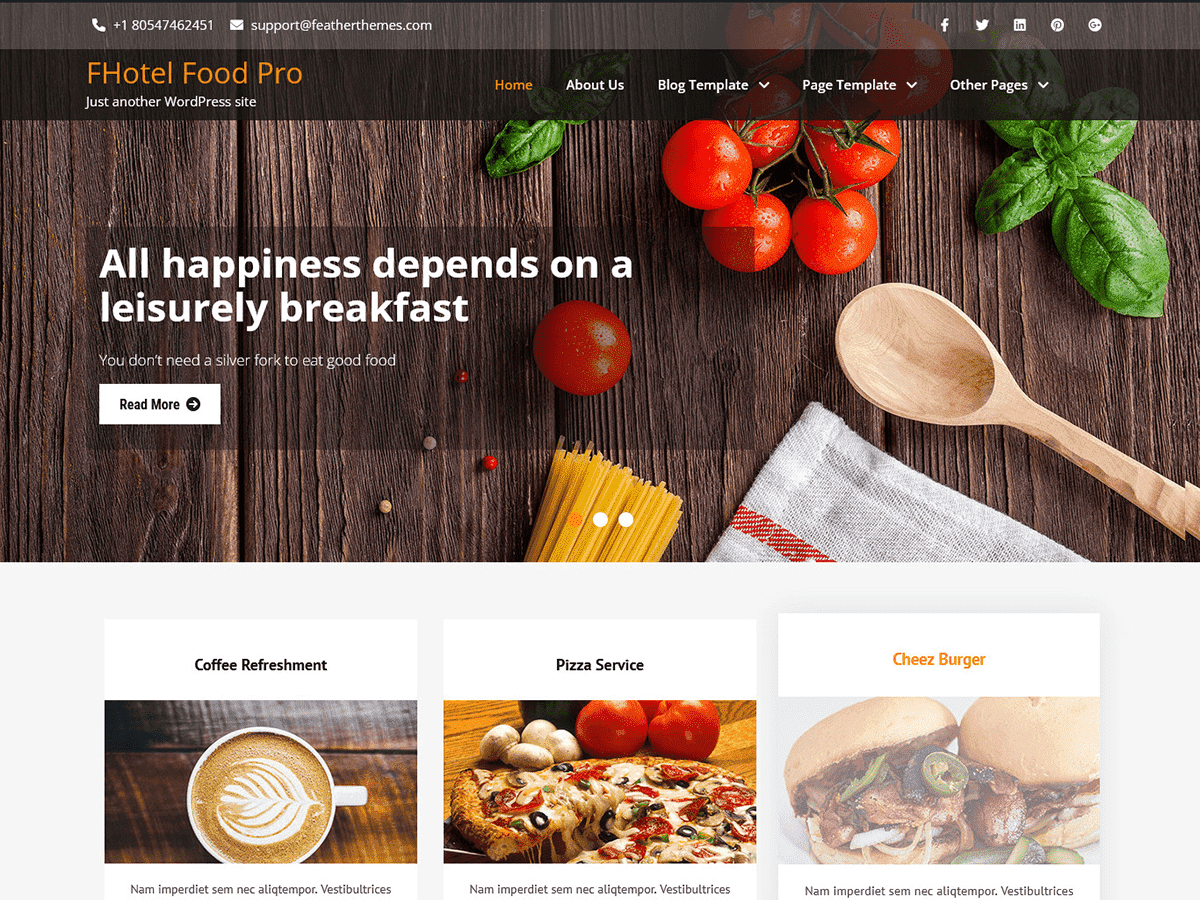 +1 80547462451 support@featherthemes.com
FHotel Food Pro
Just another WordPress site
Home About Us Blog Template Page Template Other Pages
All happiness depends on a
leisurely breakfast
You don't need a silver fork to eat good food
Read More
Coffee Refreshment
Pizza Service
Cheez Burger
Nam imperdiet sem nec aliqtempor. Vestibultrices
Nam imperdiet sem nec aliqtempor. Vestibultrices
Nam imperdiet sem nec aliqtempor. Vestibultrices